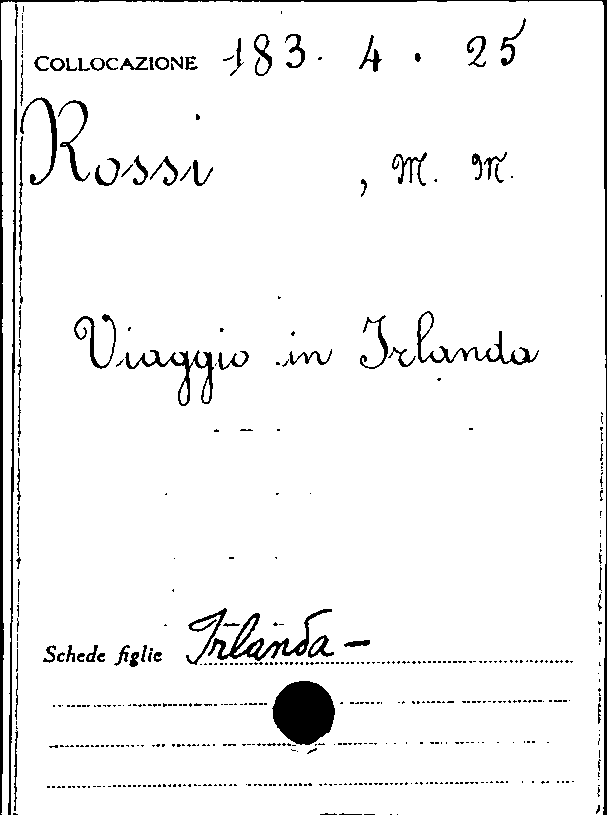 COLLOCAZIONE 183. 4. 25
Rossi , M. M.
Viaggio in Irlanda
Schede figlie Irlanda -